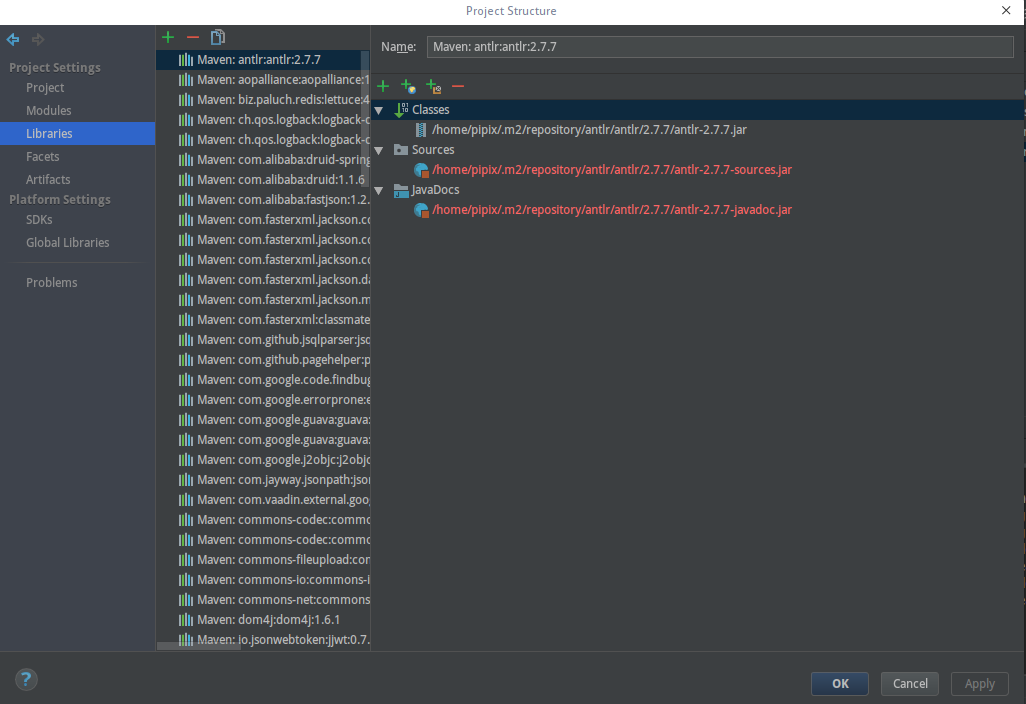 Project Structure
Project Settings
Project
Modules
Libraries
Facets
Artifacts
Platform Settings
SDKs
Global Libraries
Problems
Maven: antlr:antlr:2.7.7
Maven: aopalliance:aopalliance:1
Maven: biz.paluch.redis:lettuce:4
Maven: ch.qos.logback:logback-c
Maven: ch.qos.logback:logback-c
Maven: com.alibaba:druid-spring
Maven: com.alibaba:druid:1.1.6
Maven: com.alibaba:fastjson:1.2.
Maven: com.fasterxml.jackson.co
Maven: com.fasterxml.jackson.co
Maven: com.fasterxml.jackson.co
Maven: com.fasterxml.jackson.da
Maven: com.fasterxml.jackson.m
Maven: com.fasterxml:classmate
Maven: com.github.jsqlparser:jsq
Maven: com.github.pagehelper:p
Maven: com.google.code.findbug
Maven: com.google.errorprone:e
Maven: com.google.guava:guava:
Maven: com.google.guava:guava:
Maven: com.google.j2objc:j2objc
Maven: com.jayway.jsonpath:json
Maven: com.vaadin.external.goog
Maven: commons-codec:commo
Maven: commons-codec:commo
Maven: commons-fileupload:con
Maven: commons-io:commons-i
Maven: commons-net:commons
Maven: dom4j:dom4j:1.6.1
Maven: io.jsonwebtoken:jjwt:0.7.
Name: Maven: antlr:antlr:2.7.7
Classes
/home/pipix/.m2/repository/antlr/antlr/2.7.7/antlr-2.7.7.jar
Sources
/home/pipix/.m2/repository/antlr/antlr/2.7.7/antlr-2.7.7-sources.jar
JavaDocs
/home/pipix/.m2/repository/antlr/antlr/2.7.7/antlr-2.7.7-javadoc.jar
?
OK
Cancel
Apply